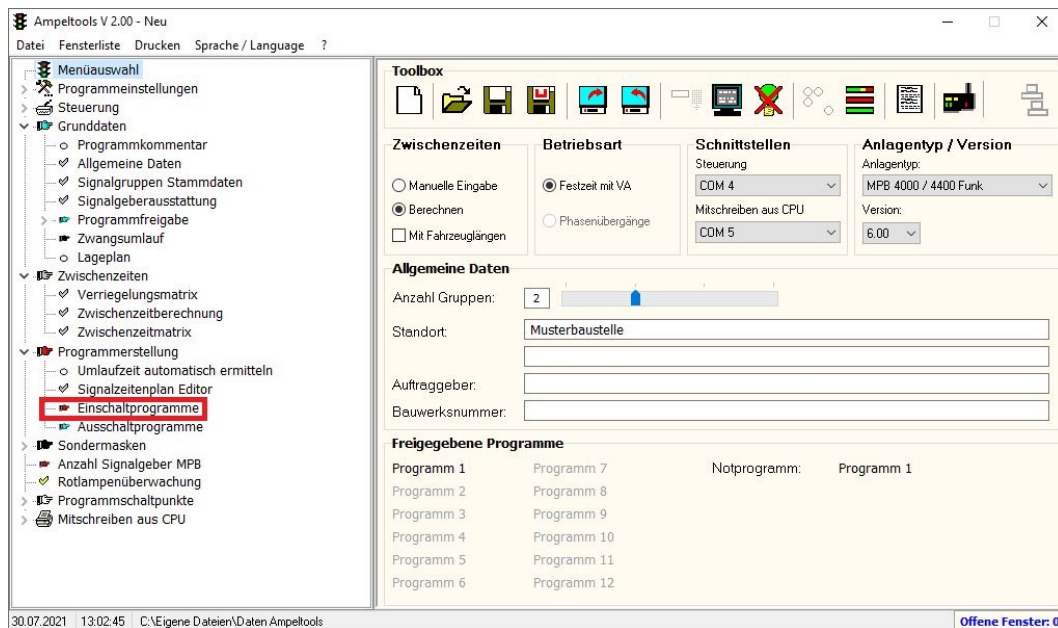 Ampeltools V 2.00 - Neu
Datei Fensterliste Drucken Sprache / Language ?
Menüauswahl
Programmeinstellungen
Steuerung
Grunddaten
Programmkommentar
Allgemeine Daten
Signalgruppen Stammdaten
Signalgeberausstattung
Programmfreigabe
Zwangsumlauf
Lageplan
Zwischenzeiten
Verriegelungsmatrix
Zwischenzeitberechnung
Zwischenzeitmatrix
Programmerstellung
Umlaufzeit automatisch ermitteln
Signalzeitenplan Editor
Einschaltprogramme
Ausschaltprogramme
Sondermasken
Anzahl Signalgeber MPB
Rotlampenüberwachung
Programmschaltpunkte
Mitschreiben aus CPU
Toolbox
Zwischenzeiten
Manuelle Eingabe
Berechnen
Mit Fahrzeuglängen
Betriebsart
Festzeit mit VA
Phasenübergänge
Schnittstellen
Steuerung
COM 4
Mitschreiben aus CPU
COM 5
Anlagentyp / Version
Anlagentyp:
MPB 4000 / 4400 Funk
Version:
6.00
Allgemeine Daten
Anzahl Gruppen: 2
Standort: Musterbaustelle
Auftraggeber:
Bauwerksnummer:
Freigegebene Programme
Programm 1 Programm 7 Notprogramm: Programm 1
Programm 2 Programm 8
Programm 3 Programm 9
Programm 4 Programm 10
Programm 5 Programm 11
Programm 6 Programm 12
30.07.2021 13:02:45 C:\Eigene Dateien\Daten Ampeltools Offene Fenster: 0